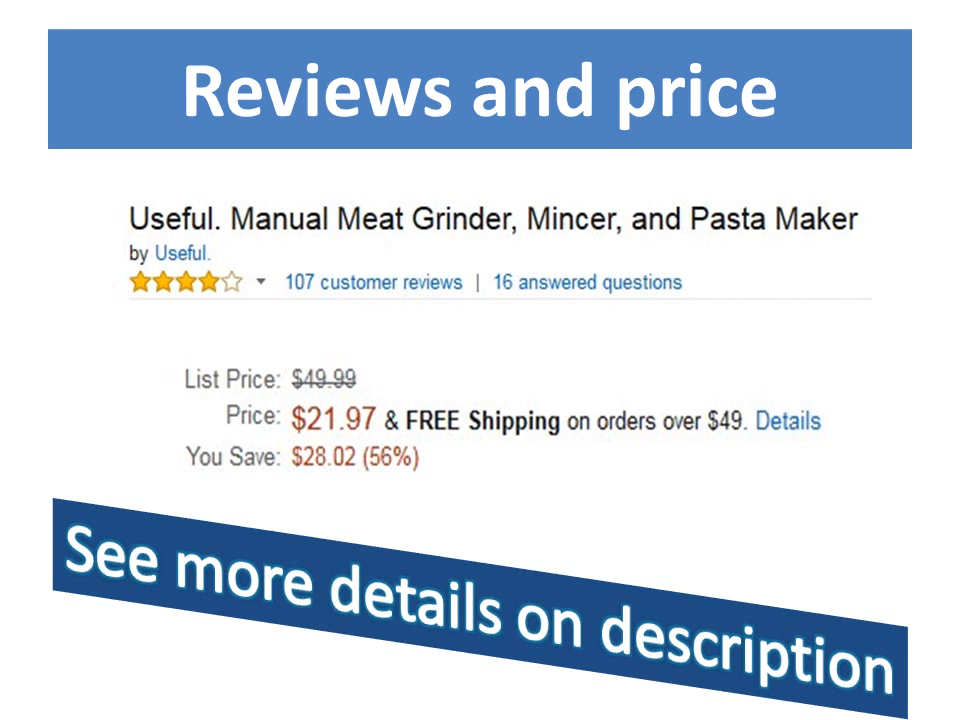 Reviews and price
Useful. Manual Meat Grinder, Mincer, and Pasta Maker
by Useful.
107 customer reviews | 16 answered questions
List Price: $49.99
Price: $21.97 & FREE Shipping on orders over $49. Details
You Save: $28.02 (56%)
See more details on description